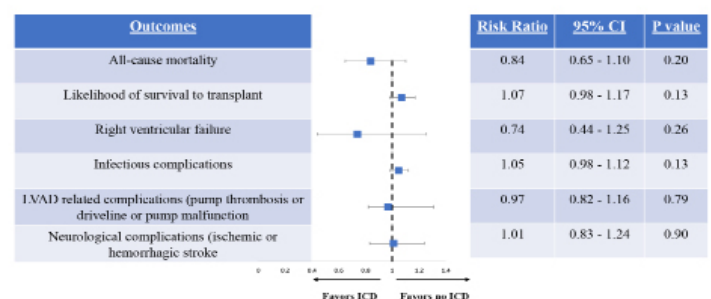 Outcomes
Risk Ratio 95% CI P value
All-cause mortality 0.84 0.65 - 1.10 0.20
Likelihood of survival to transplant 1.07 0.98 - 1.17 0.13
Right ventricular failure 0.74 0.44 - 1.25 0.26
Infectious complications 1.05 0.98 - 1.12 0.13
LVAD related complications (pump thrombosis or
driveline or pump malfunction 0.97 0.82 - 1.16 0.79
Neurological complications (ischemic or
hemorrhagic stroke 1.01 0.83 - 1.24 0.90
0 0.2 0.4 0.6 0.8 1 1.2 1.4
Favors ICD Favors no ICD